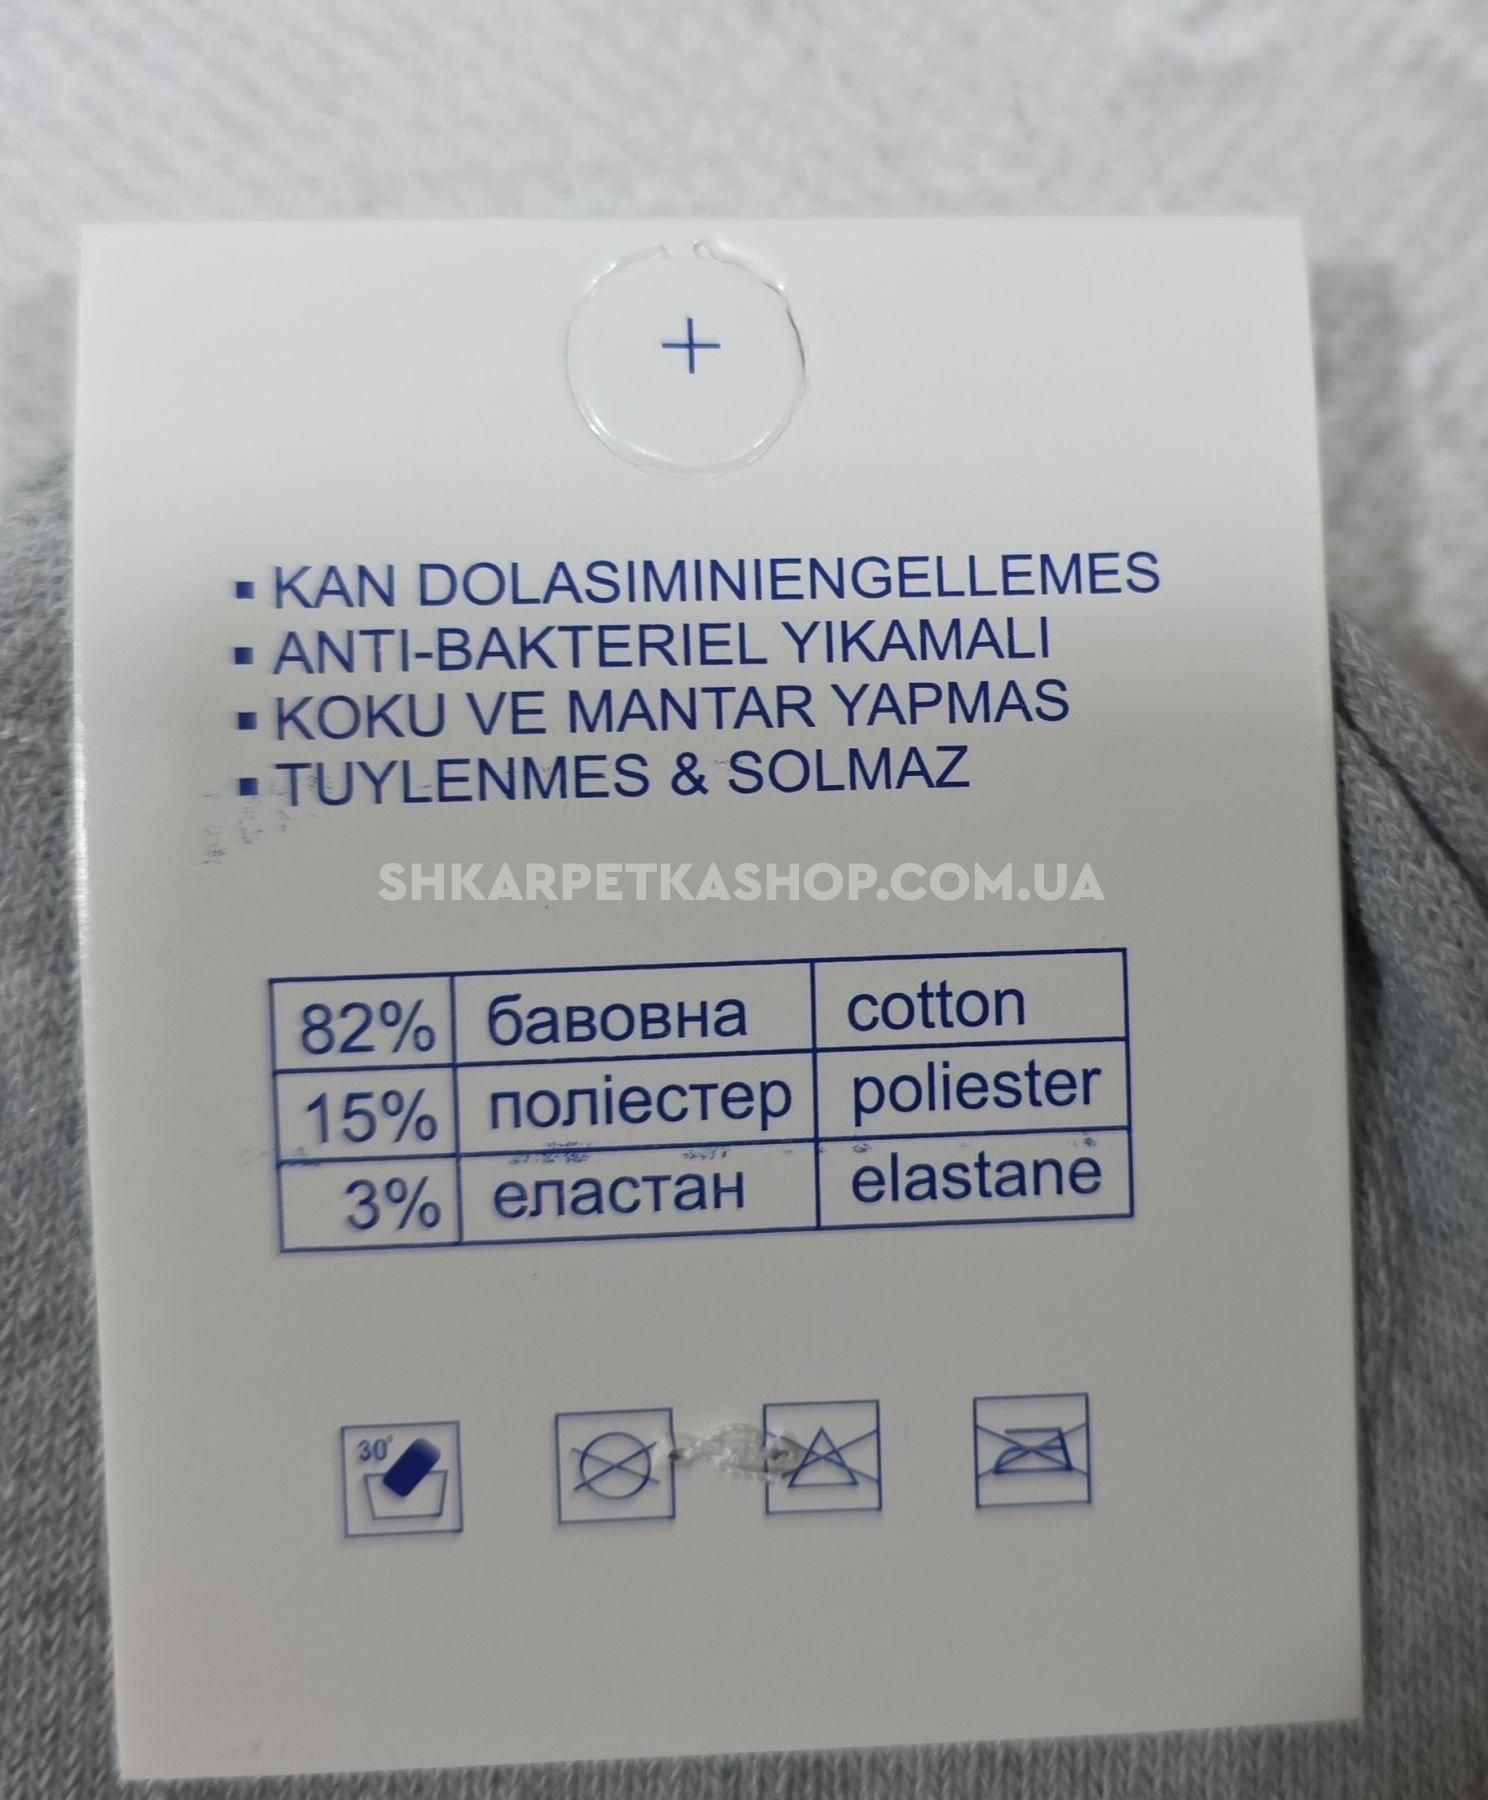 ▪ KAN DOLASIMINIENGELLEMES
▪ ANTI-BAKTERIEL YIKAMALI
▪ KOKU VE MANTAR YAPMAS
▪ TUYLENMES & SOLMAZ
SHKARPETKASHOP.COM.UA
82% бавовна cotton
15% поліестер poliester
3% еластан elastane
30°